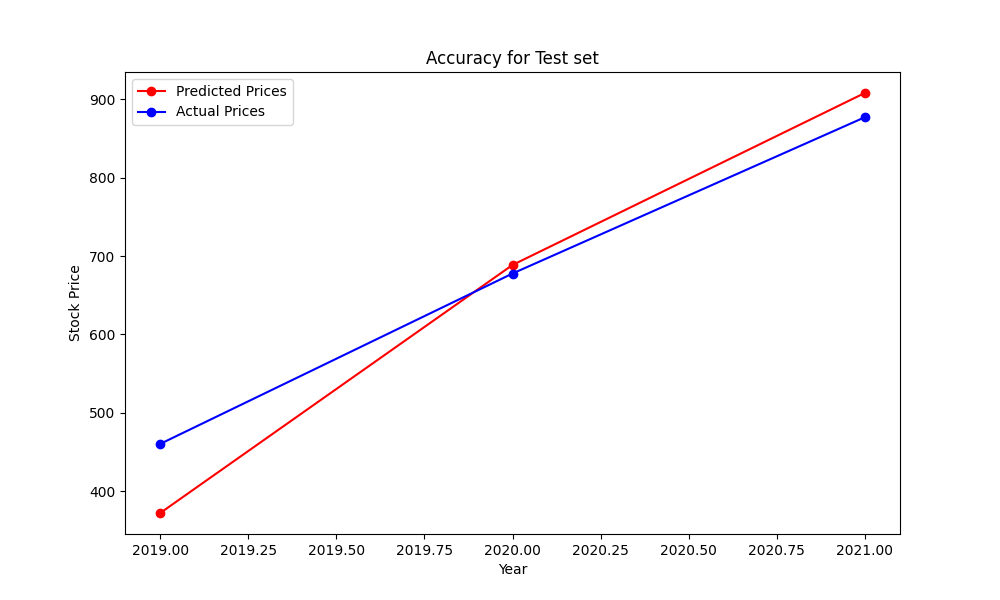 Accuracy for Test set
Predicted Prices
Actual Prices
900
800
700
600
500
400
Stock Price
2019.00 2019.25 2019.50 2019.75 2020.00 2020.25 2020.50 2020.75 2021.00
Year